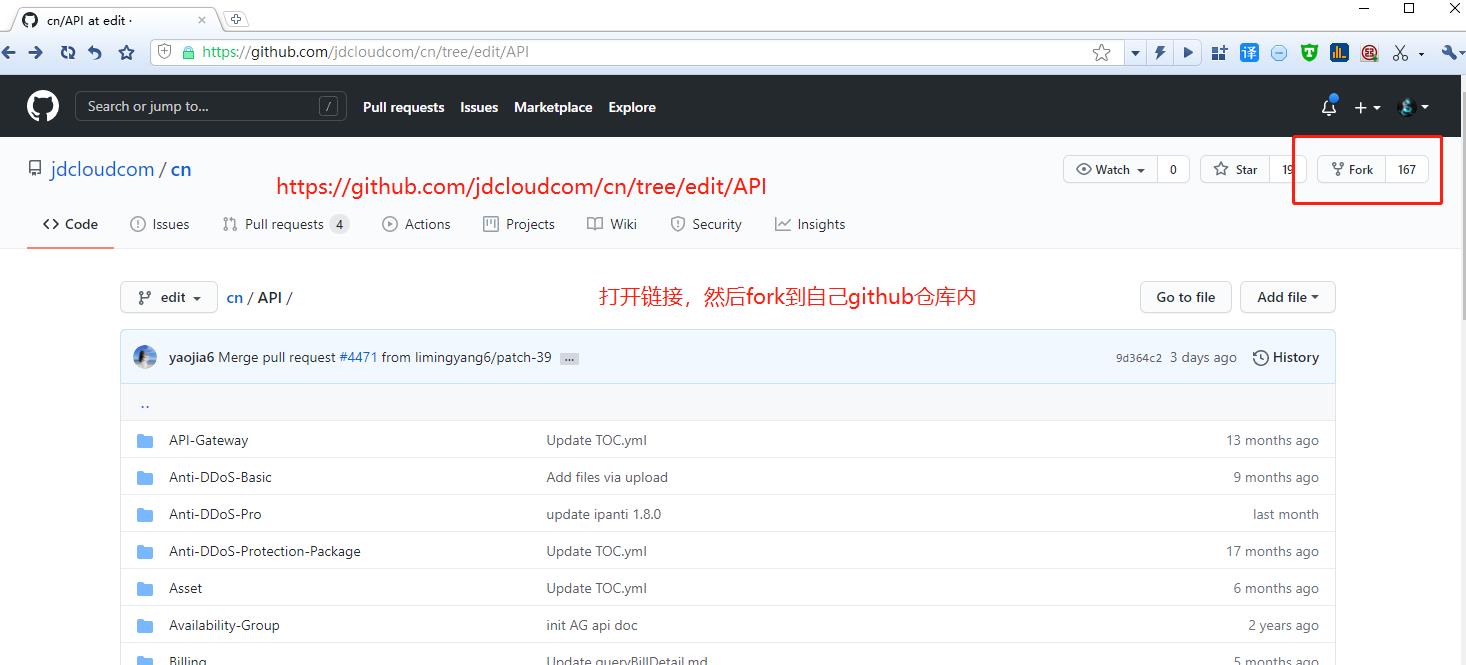 cn/API at edit ·
https://github.com/jdcloudcom/cn/tree/edit/API
译
Search or jump to... /
Pull requests Issues Marketplace Explore
jdcloudcom / cn
Watch 0 Star 19 Fork 167
https://github.com/jdcloudcom/cn/tree/edit/API
Code Issues Pull requests 4 Actions Projects Wiki Security Insights
edit cn / API /
打开链接，然后fork到自己github仓库内
Go to file Add file
yaojia6 Merge pull request #4471 from limingyang6/patch-39 ... 9d364c2 3 days ago History
..
API-Gateway Update TOC.yml 13 months ago
Anti-DDoS-Basic Add files via upload 9 months ago
Anti-DDoS-Pro update ipanti 1.8.0 last month
Anti-DDoS-Protection-Package Update TOC.yml 17 months ago
Asset Update TOC.yml 6 months ago
Availability-Group init AG api doc 2 years ago
Billing Update queryBillDetail.md 5 months ago